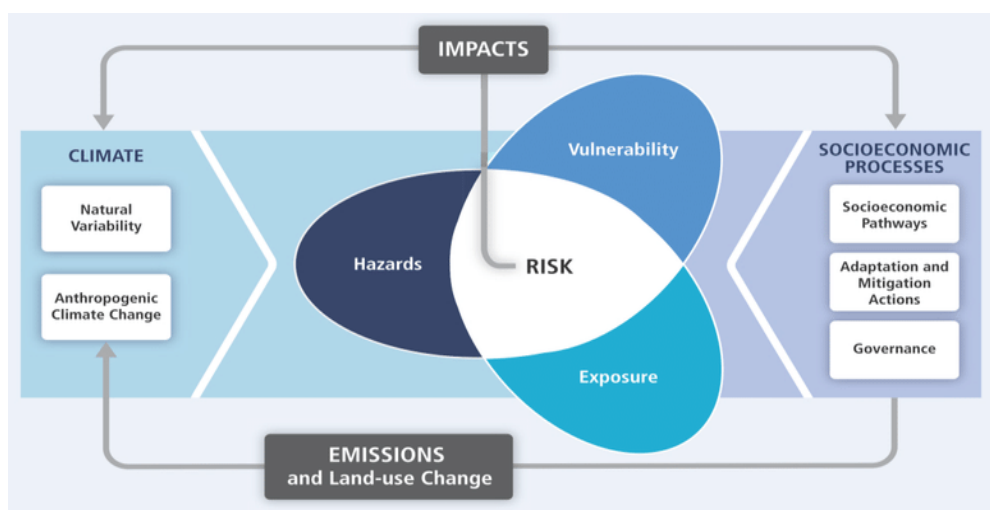 IMPACTS
CLIMATE
Natural
Variability
Anthropogenic
Climate Change
Vulnerability
Hazards
RISK
Exposure
SOCIOECONOMIC
PROCESSES
Socioeconomic
Pathways
Adaptation and
Mitigation
Actions
Governance
EMISSIONS
and Land-use Change